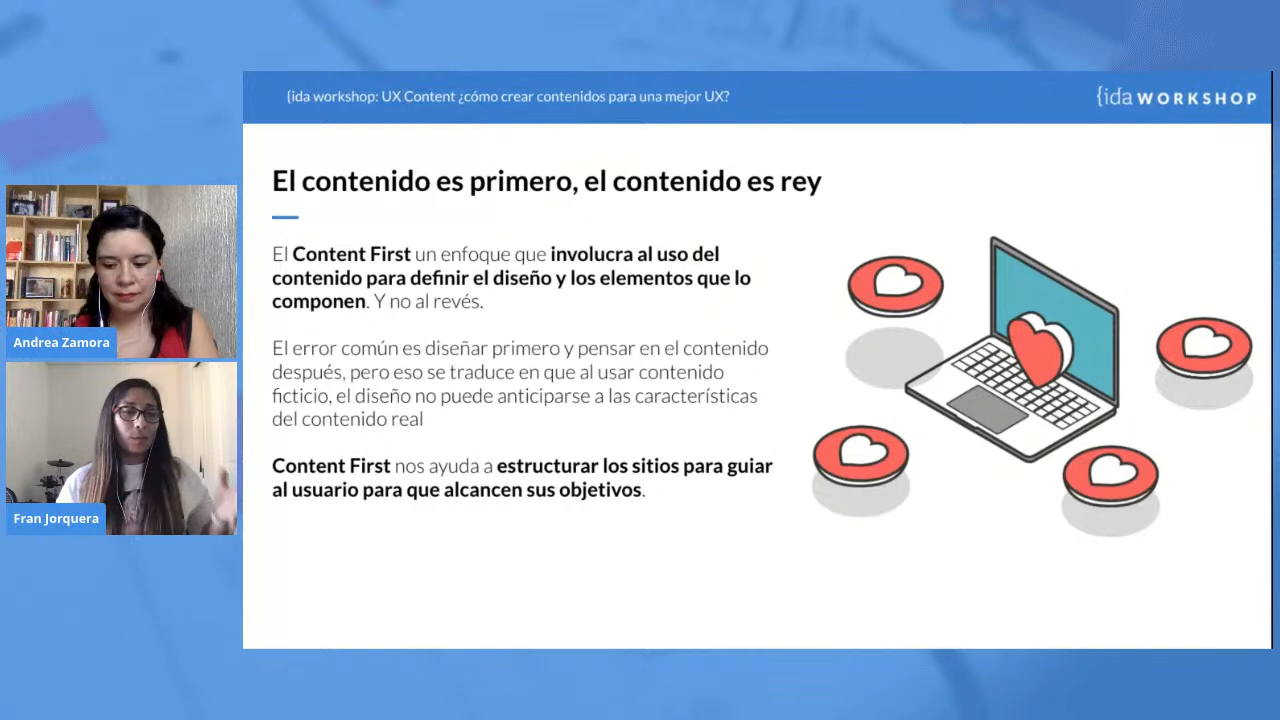 {ida workshop: UX Content ¿cómo crear contenidos para una mejor UX?
{ida WORKSHOP
El contenido es primero, el contenido es rey
El Content First un enfoque que involucra al uso del
contenido para definir el diseño y los elementos que lo
componen. Y no al revés.
El error común es diseñar primero y pensar en el contenido
después, pero eso se traduce en que al usar contenido
ficticio, el diseño no puede anticiparse a las características
del contenido real
Content First nos ayuda a estructurar los sitios para guiar
al usuario para que alcancen sus objetivos.
Andrea Zamora
Fran Jorquera